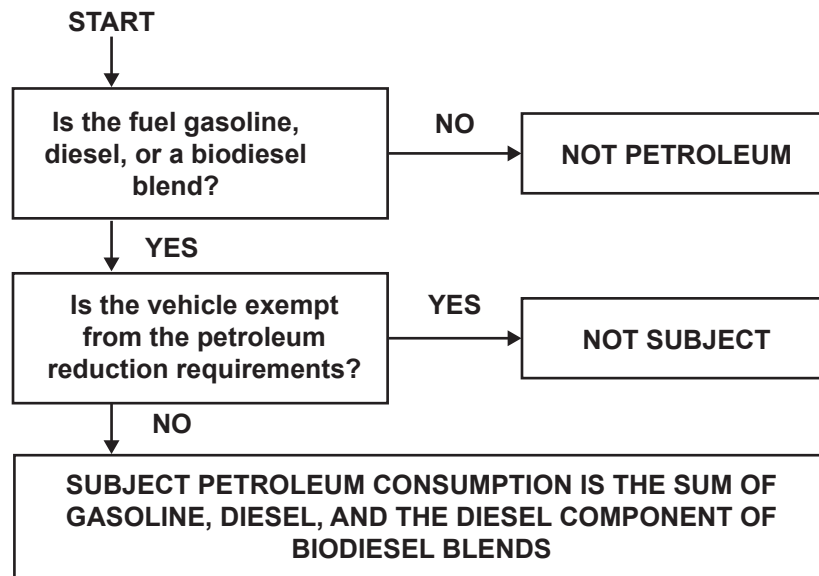 START
Is the fuel gasoline,
diesel, or a biodiesel
blend?
NO
NOT PETROLEUM
YES
Is the vehicle exempt
from the petroleum
reduction requirements?
YES
NOT SUBJECT
NO
SUBJECT PETROLEUM CONSUMPTION IS THE SUM OF
GASOLINE, DIESEL, AND THE DIESEL COMPONENT OF
BIODIESEL BLENDS